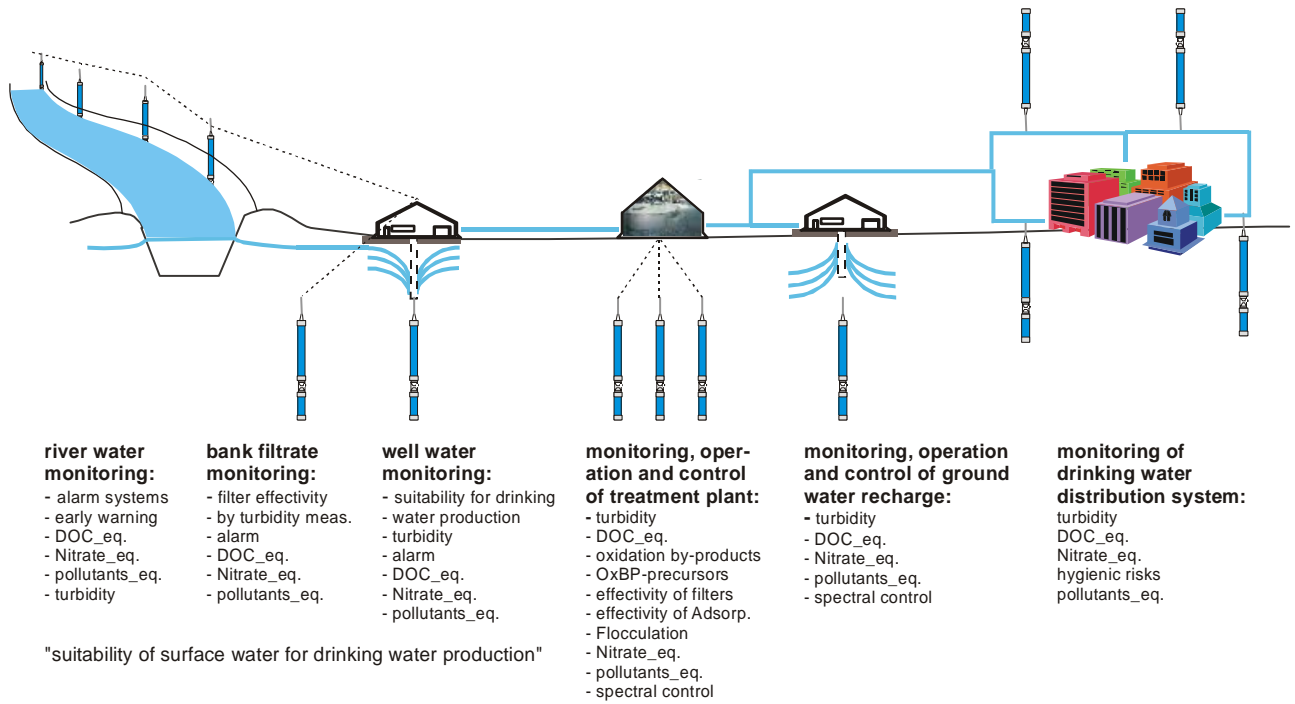 river water
monitoring:
- alarm systems
- early warning
- DOC_eq.
- Nitrate_eq.
- pollutants_eq.
- turbidity
bank filtrate
monitoring:
- filter effectivity
- by turbidity meas.
- alarm
- DOC_eq.
- Nitrate_eq.
- pollutants_eq.
well water
monitoring:
- suitability for drinking
- water production
- turbidity
- alarm
- DOC_eq.
- Nitrate_eq.
- pollutants_eq.
"suitability of surface water for drinking water production"
monitoring, oper-
ation and control
of treatment plant:
- turbidity
- DOC_eq.
- oxidation by-products
- OxBP-precursors
- effectivity of filters
- effectivity of Adsorp.
- Flocculation
- Nitrate_eq.
- pollutants_eq.
- spectral control
monitoring, operation
and control of ground
water recharge:
- turbidity
- DOC_eq.
- Nitrate_eq.
- pollutants_eq.
- spectral control
monitoring of
drinking water
distribution system:
turbidity
DOC_eq.
Nitrate_eq.
hygienic risks
pollutants_eq.